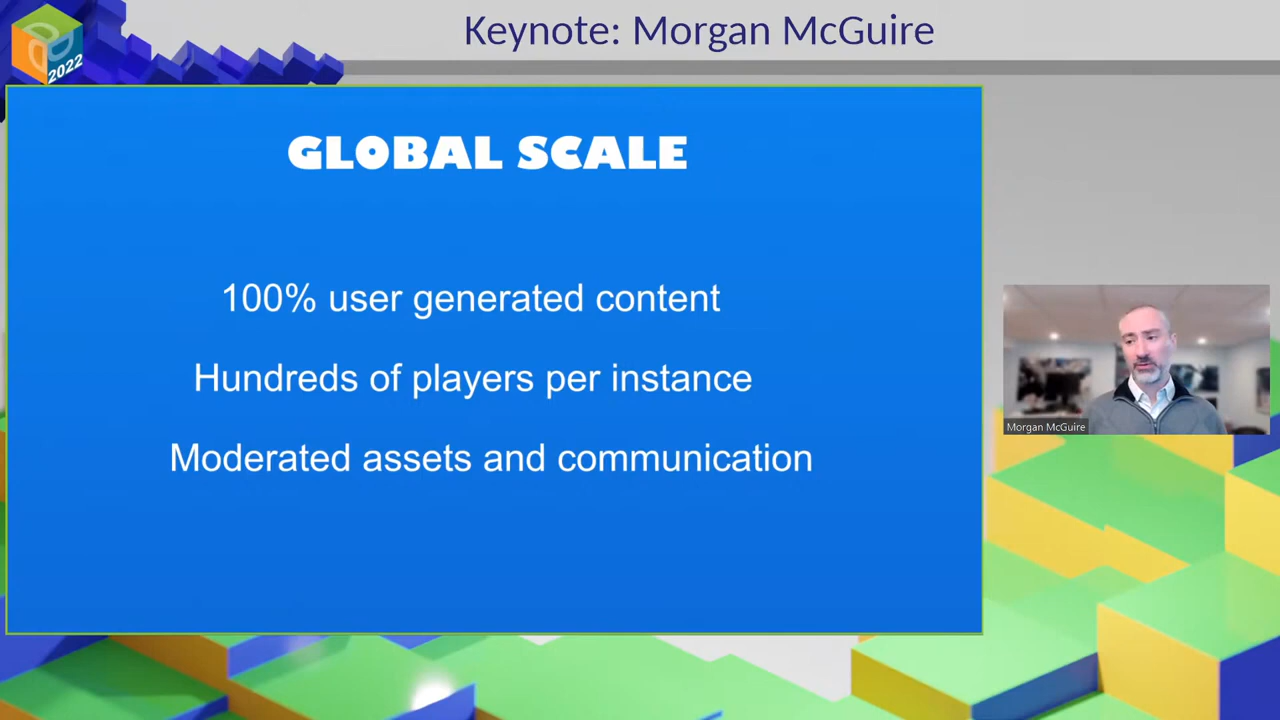 Keynote: Morgan McGuire
2022
GLOBAL SCALE
100% user generated content
Hundreds of players per instance
Moderated assets and communication
Morgan McGuire